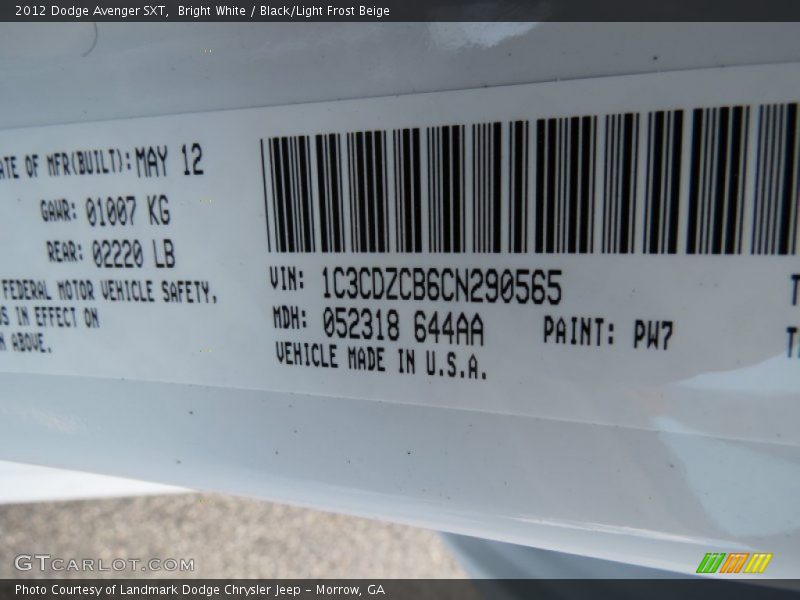 2012 Dodge Avenger SXT,  Bright White / Black/Light Frost Beige
ATE OF MFR(BUILT): MAY 12
GAWR: 01007 KG
REAR: 02220 LB
FEDERAL MOTOR VEHICLE SAFETY,
IN EFFECT ON
ABOVE.
VIN: 1C3CDZCB6CN290565
MDH: 052318 644AA PAINT: PW7
VEHICLE MADE IN U.S.A.
GTCARLOT.COM
Photo Courtesy of Landmark Dodge Chrysler Jeep – Morrow, GA